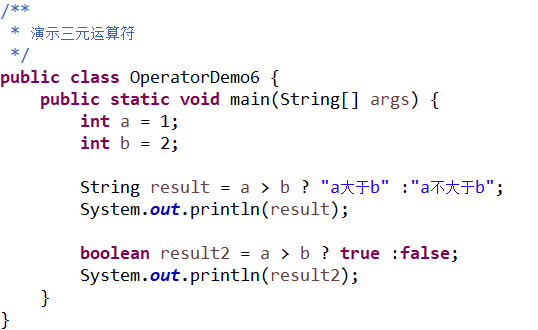 /**
 * 演示三元运算符
 */
public class OperatorDemo6 {
    public static void main(String[] args) {
        int a = 1;
        int b = 2;

        String result = a > b ? "a大于b" :"a不大于b";
        System.out.println(result);

        boolean result2 = a > b ? true :false;
        System.out.println(result2);
    }
}